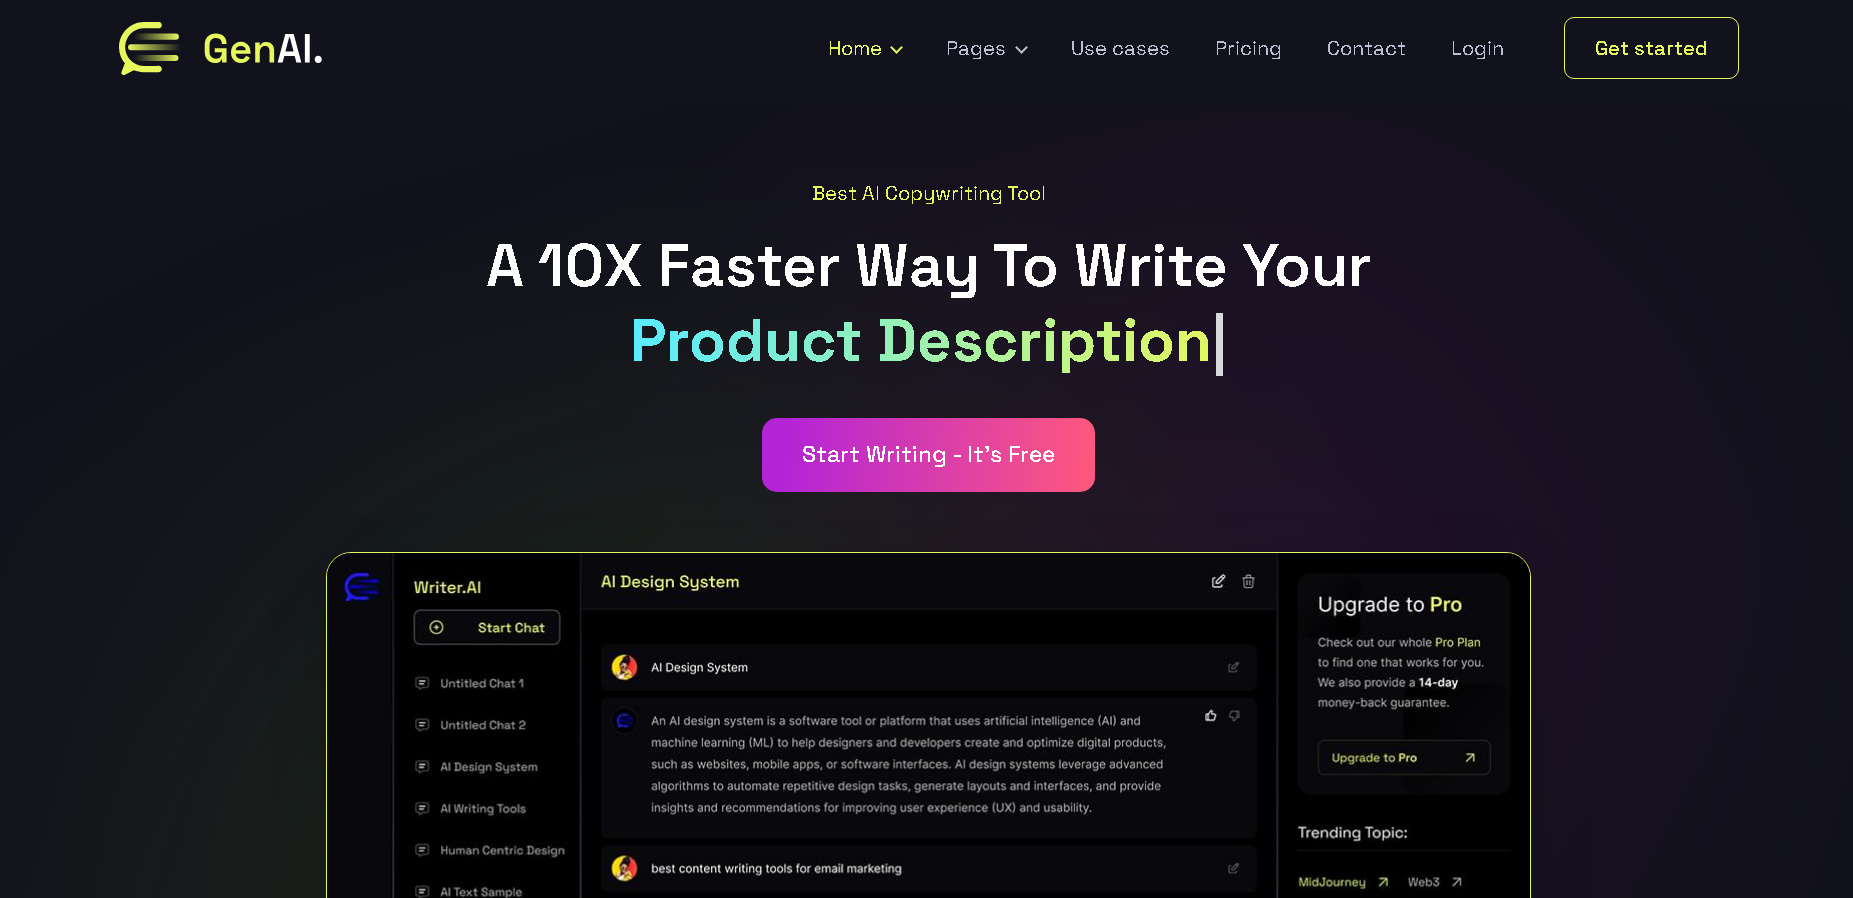 GenAI.
Home
Pages
Use cases
Pricing
Contact
Login
Get started
Best AI Copywriting Tool
A 10X Faster Way To Write Your
Product Description|
Start Writing - It's Free
Writer.AI
Start Chat
Untitled Chat 1
Untitled Chat 2
AI Design System
AI Writing Tools
Human Centric Design
AI Text Sample
AI Design System
AI Design System
An AI design system is a software tool or platform that uses artificial intelligence (AI) and
machine learning (ML) to help designers and developers create and optimize digital products,
such as websites, mobile apps, or software interfaces. AI design systems leverage advanced
algorithms to automate repetitive design tasks, generate layouts and interfaces, and provide
insights and recommendations for improving user experience (UX) and usability.
best content writing tools for email marketing
Upgrade to Pro
Check out our whole Pro Plan
to find one that works for you.
We also provide a 14-day
money-back guarantee.
Upgrade to Pro
Trending Topic:
MidJourney
Web3